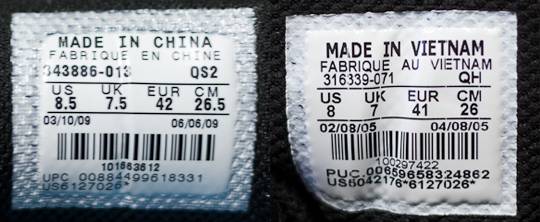 MADE IN CHINA
FABRIQUE EN CHINE
343886-013 QS2
US UK EUR CM
8.5 7.5 42 26.5
03/10/09 06/06/09
101663612
UPC 00884499618331
US6127026*
MADE IN VIETNAM
FABRIQUE AU VIETNAM
316339-071 QH
US UK EUR CM
8 7 41 26
02/08/05 04/08/05
100297422
PUC 00659658324862
US5042176*6127026*